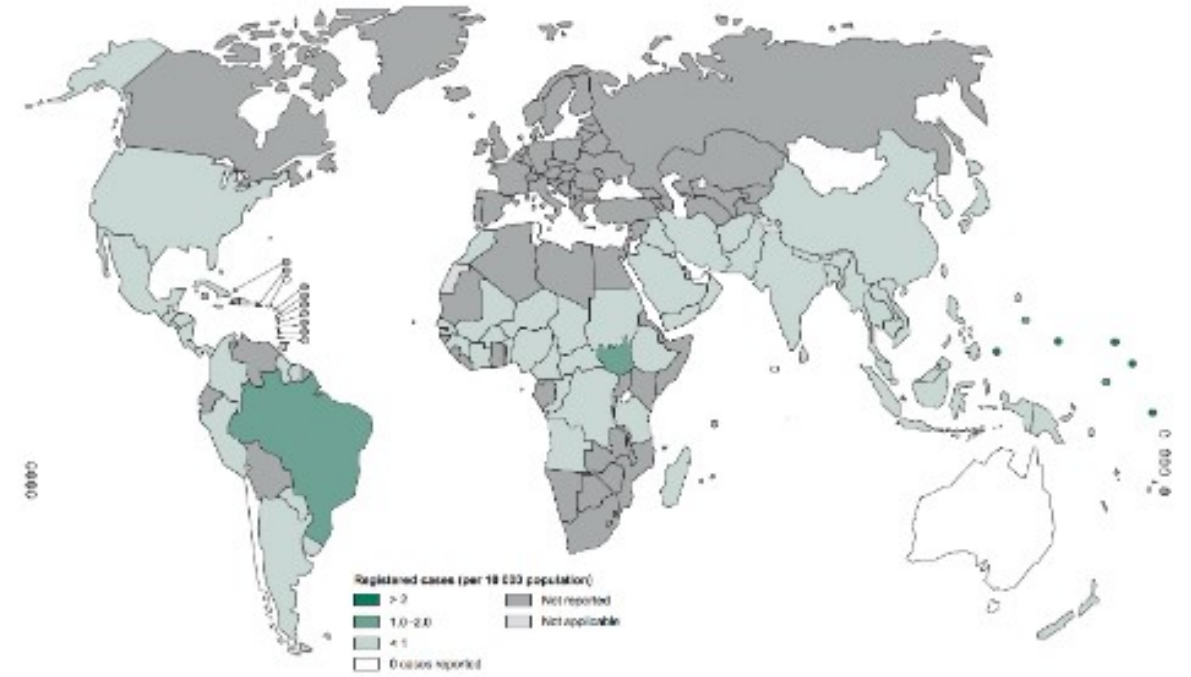 Registered cases (per 10 000 population)
> 2
1.0–2.0
< 1
0 cases reported
Not reported
Not applicable